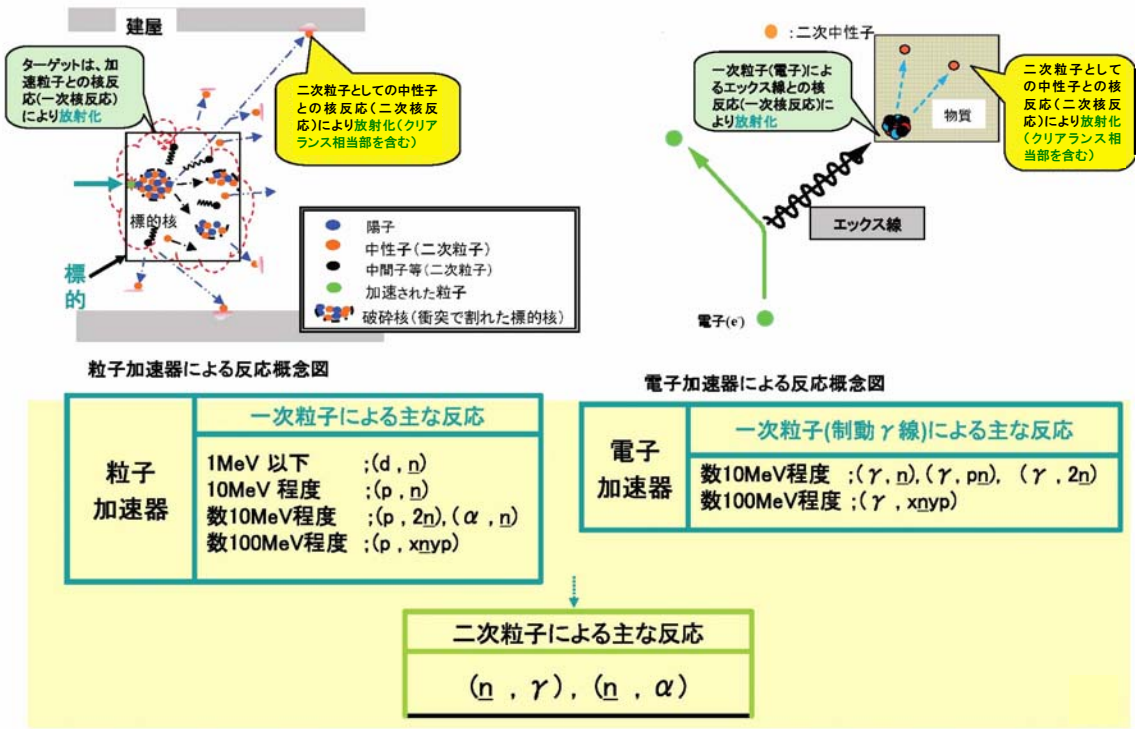 建屋
ターゲットは、加
速粒子との核反
応(一次核反応)
により放射化
二次粒子としての中性子
との核反応(二次核反
応)により放射化(クリア
ランス相当部を含む)
標的核
標
的
陽子
中性子(二次粒子)
中間子等(二次粒子)
加速された粒子
破砕核(衝突で割れた標的核)
粒子加速器による反応概念図
:二次中性子
一次粒子(電子)によ
るエックス線との核
反応(一次核反応)に
より放射化
物質
二次粒子として
の中性子との核
反応(二次核反
応)により放射化
(クリアランス相
当部を含む)
エックス線
電子(e⁻)
電子加速器による反応概念図
粒子
加速器
一次粒子による主な反応
1MeV 以下 ;(d , n)
10MeV 程度 ;(p , n)
数10MeV程度 ;(p , 2n),(α , n)
数100MeV程度 ;(p , xnyp)
電子
加速器
一次粒子(制動γ線)による主な反応
数10MeV程度 ;(γ, n),(γ, pn), (γ , 2n)
数100MeV程度 ;(γ , xnyp)
二次粒子による主な反応
(n , γ) , (n , α)